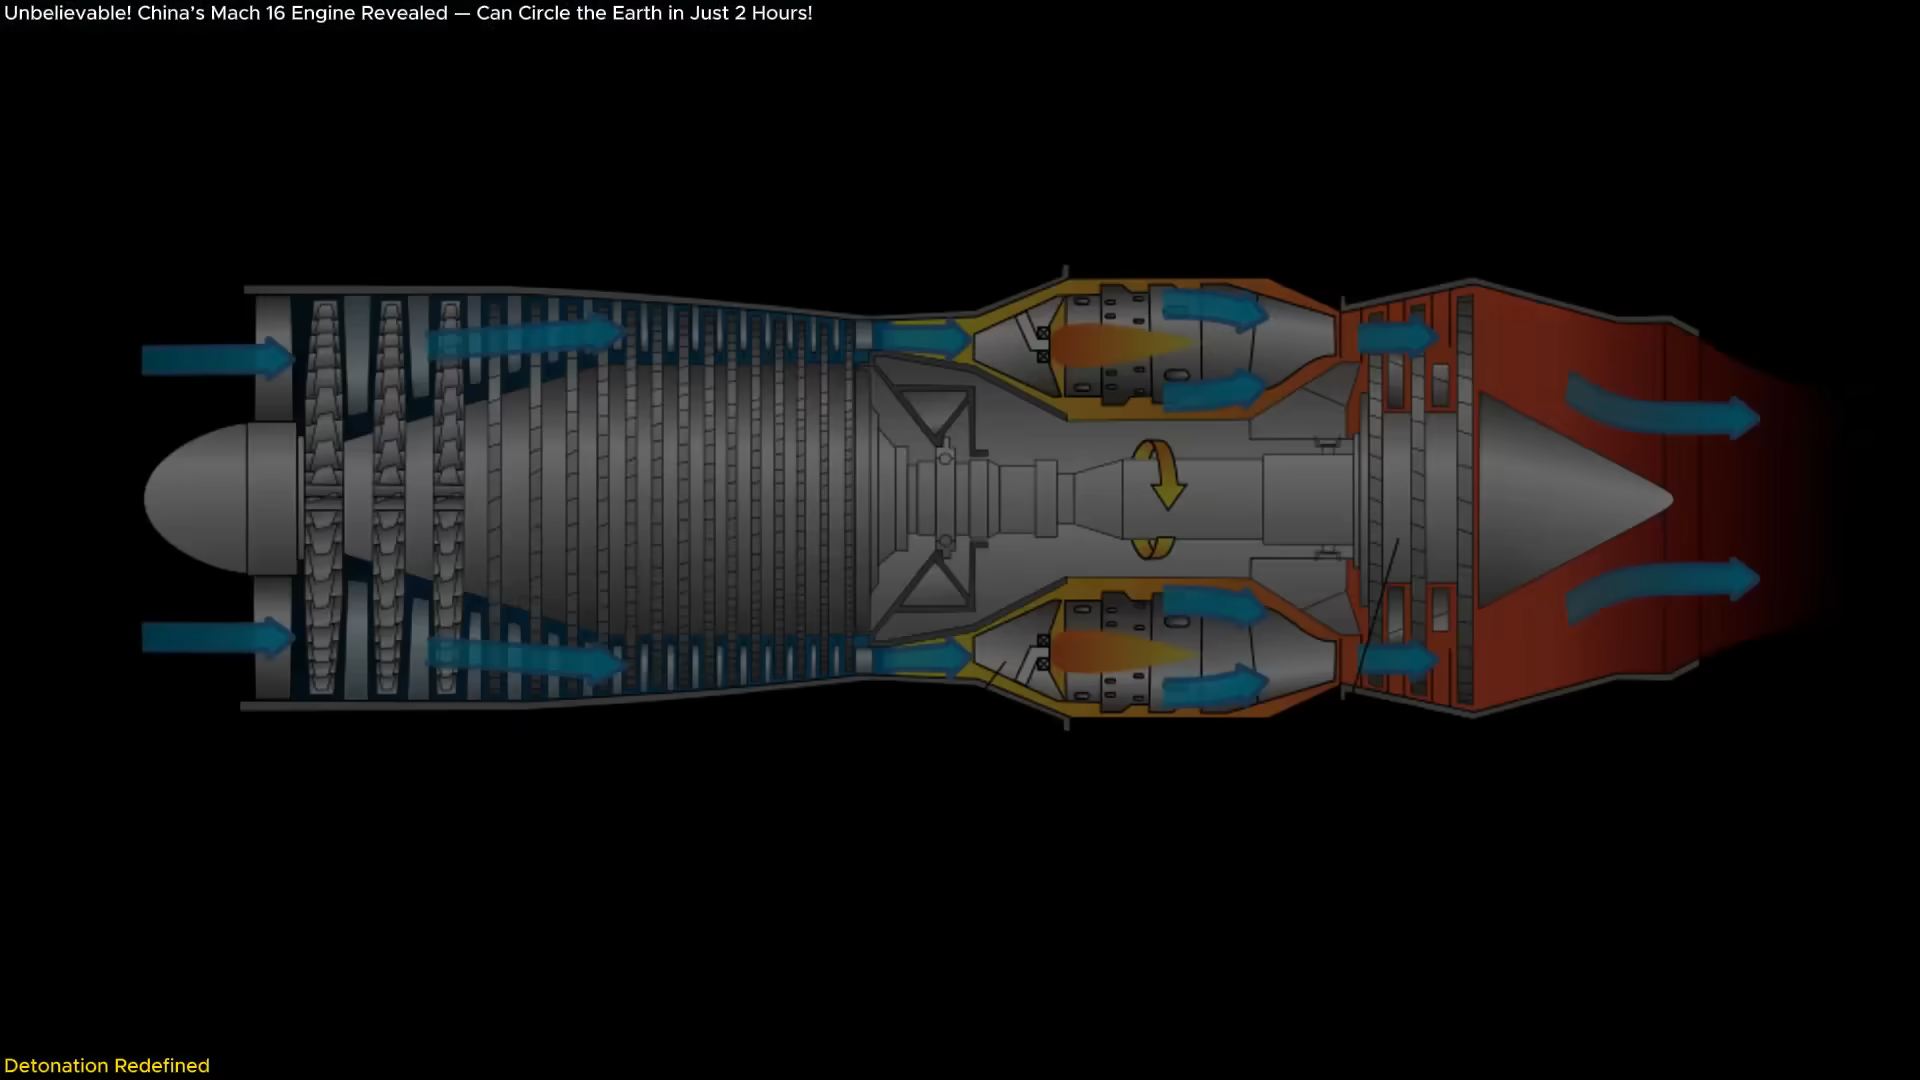 Unbelievable! China’s Mach 16 Engine Revealed — Can Circle the Earth in Just 2 Hours!
Detonation Redefined